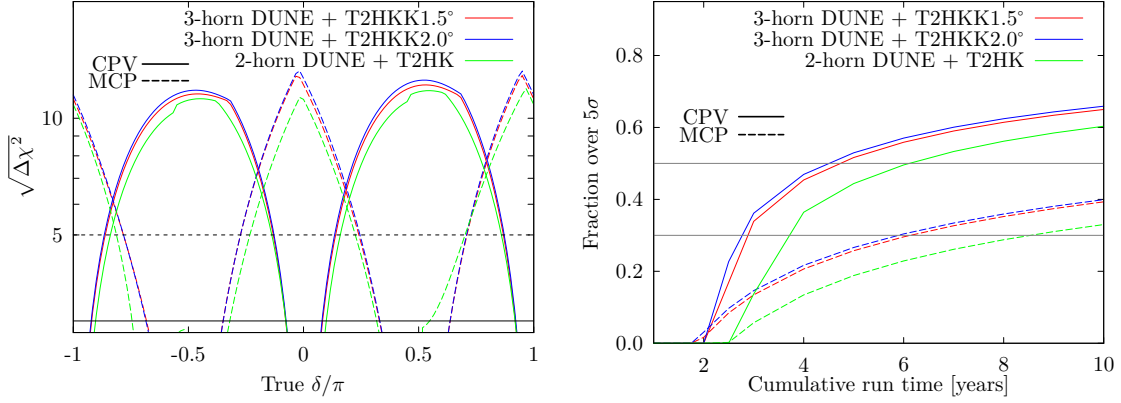 3-horn DUNE + T2HKK1.5°
3-horn DUNE + T2HKK2.0°
2-horn DUNE + T2HK
CPV
MCP
10
5
√Δχ²
-1
-0.5
0
0.5
1
True δ/π
3-horn DUNE + T2HKK1.5°
3-horn DUNE + T2HKK2.0°
2-horn DUNE + T2HK
CPV
MCP
0.8
0.6
0.4
0.2
0.0
Fraction over 5σ
2
4
6
8
10
Cumulative run time [years]